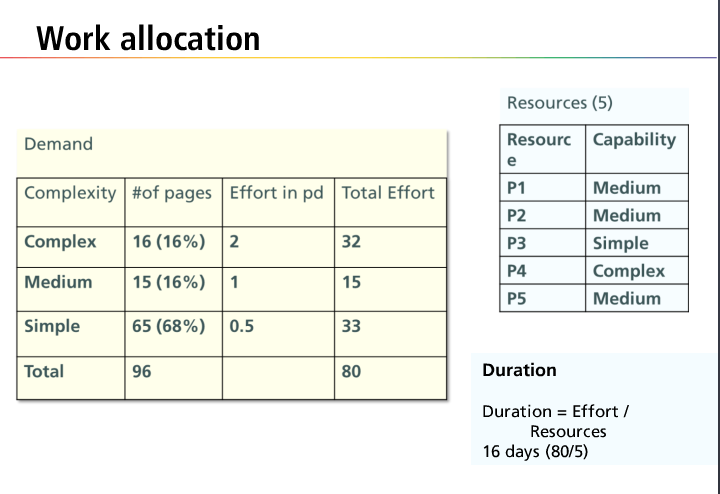 Work allocation
Demand
Complexity #of pages Effort in pd Total Effort
Complex 16 (16%) 2 32
Medium 15 (16%) 1 15
Simple 65 (68%) 0.5 33
Total 96 80
Resources (5)
Resourc Capability
e
P1 Medium
P2 Medium
P3 Simple
P4 Complex
P5 Medium
Duration
Duration = Effort /
Resources
16 days (80/5)